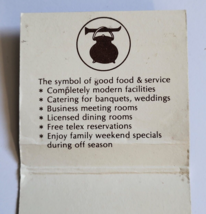 The symbol of good food & service
• Completely modern facilities
• Catering for banquets, weddings
• Business meeting rooms
• Licensed dining rooms
• Free telex reservations
• Enjoy family weekend specials
during off season